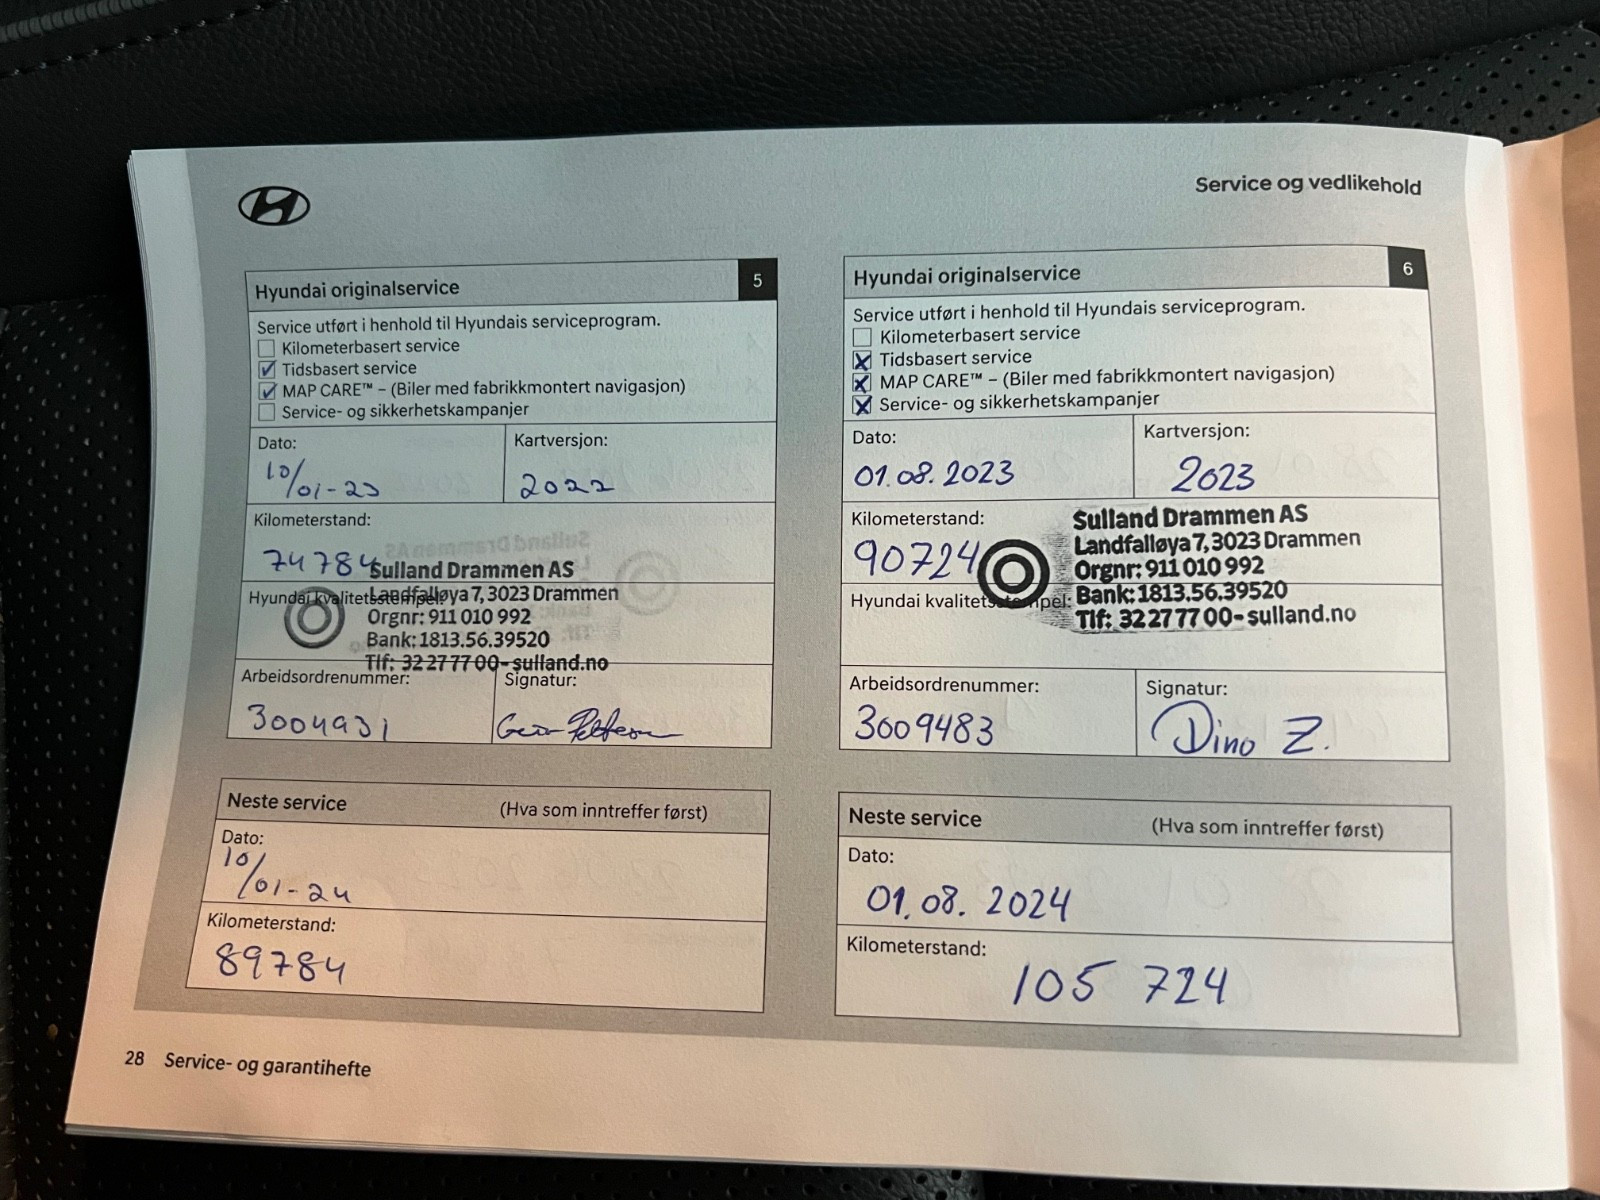 Service og vedlikehold
Hyundai originalservice 5
Service utført i henhold til Hyundais serviceprogram.
Kilometerbasert service
Tidsbasert service
MAP CARE™ – (Biler med fabrikkmontert navigasjon)
Service- og sikkerhetskampanjer
Dato:
10/01-23
Kartversjon:
2022
Kilometerstand:
74784
Sulland Drammen AS
Landfalløya 7, 3023 Drammen
Hyundai kvalitetsstempel:
Orgnr: 911 010 992
Bank: 1813.56.39520
Tlf: 32 27 77 00 - sulland.no
Arbeidsordrenummer:
3004931
Signatur:
Neste service (Hva som inntreffer først)
Dato:
10/01-24
Kilometerstand:
89784
Hyundai originalservice 6
Service utført i henhold til Hyundais serviceprogram.
Kilometerbasert service
Tidsbasert service
MAP CARE™ – (Biler med fabrikkmontert navigasjon)
Service- og sikkerhetskampanjer
Dato:
01.08.2023
Kartversjon:
2023
Kilometerstand:
90724
Sulland Drammen AS
Landfalløya 7, 3023 Drammen
Orgnr: 911 010 992
Hyundai kvalitetsstempel:
Bank: 1813.56.39520
Tlf: 32 27 77 00 - sulland.no
Arbeidsordrenummer:
3009483
Signatur:
Dino Z.
Neste service (Hva som inntreffer først)
Dato:
01.08.2024
Kilometerstand:
105 724
28 Service- og garantihefte